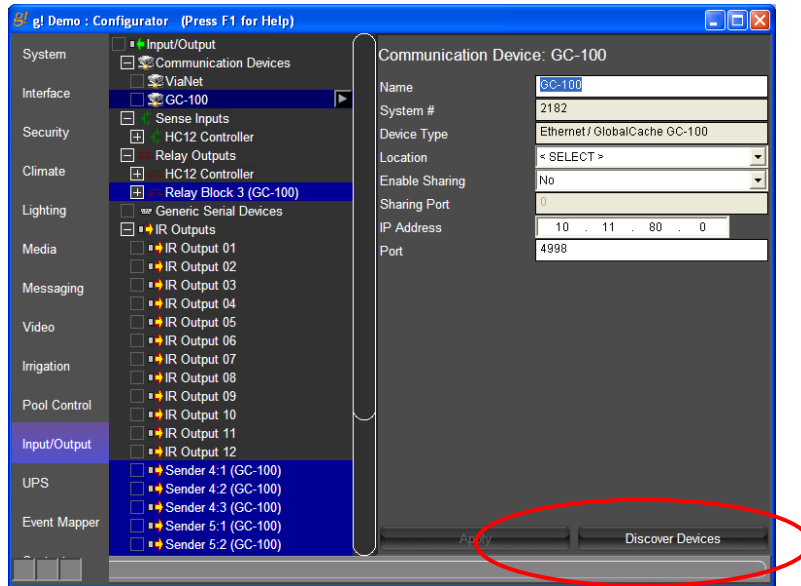 g! g! Demo : Configurator (Press F1 for Help)
System
Interface
Security
Climate
Lighting
Media
Messaging
Video
Irrigation
Pool Control
Input/Output
UPS
Event Mapper
Input/Output
Communication Devices
ViaNet
GC-100
Sense Inputs
HC12 Controller
Relay Outputs
HC12 Controller
Relay Block 3 (GC-100)
Generic Serial Devices
IR Outputs
IR Output 01
IR Output 02
IR Output 03
IR Output 04
IR Output 05
IR Output 06
IR Output 07
IR Output 08
IR Output 09
IR Output 10
IR Output 11
IR Output 12
Sender 4:1 (GC-100)
Sender 4:2 (GC-100)
Sender 4:3 (GC-100)
Sender 5:1 (GC-100)
Sender 5:2 (GC-100)
Communication Device: GC-100
Name GC-100
System # 2182
Device Type Ethernet / GlobalCache GC-100
Location < SELECT >
Enable Sharing No
Sharing Port 0
IP Address 10 . 11 . 80 . 0
Port 4998
Apply Discover Devices